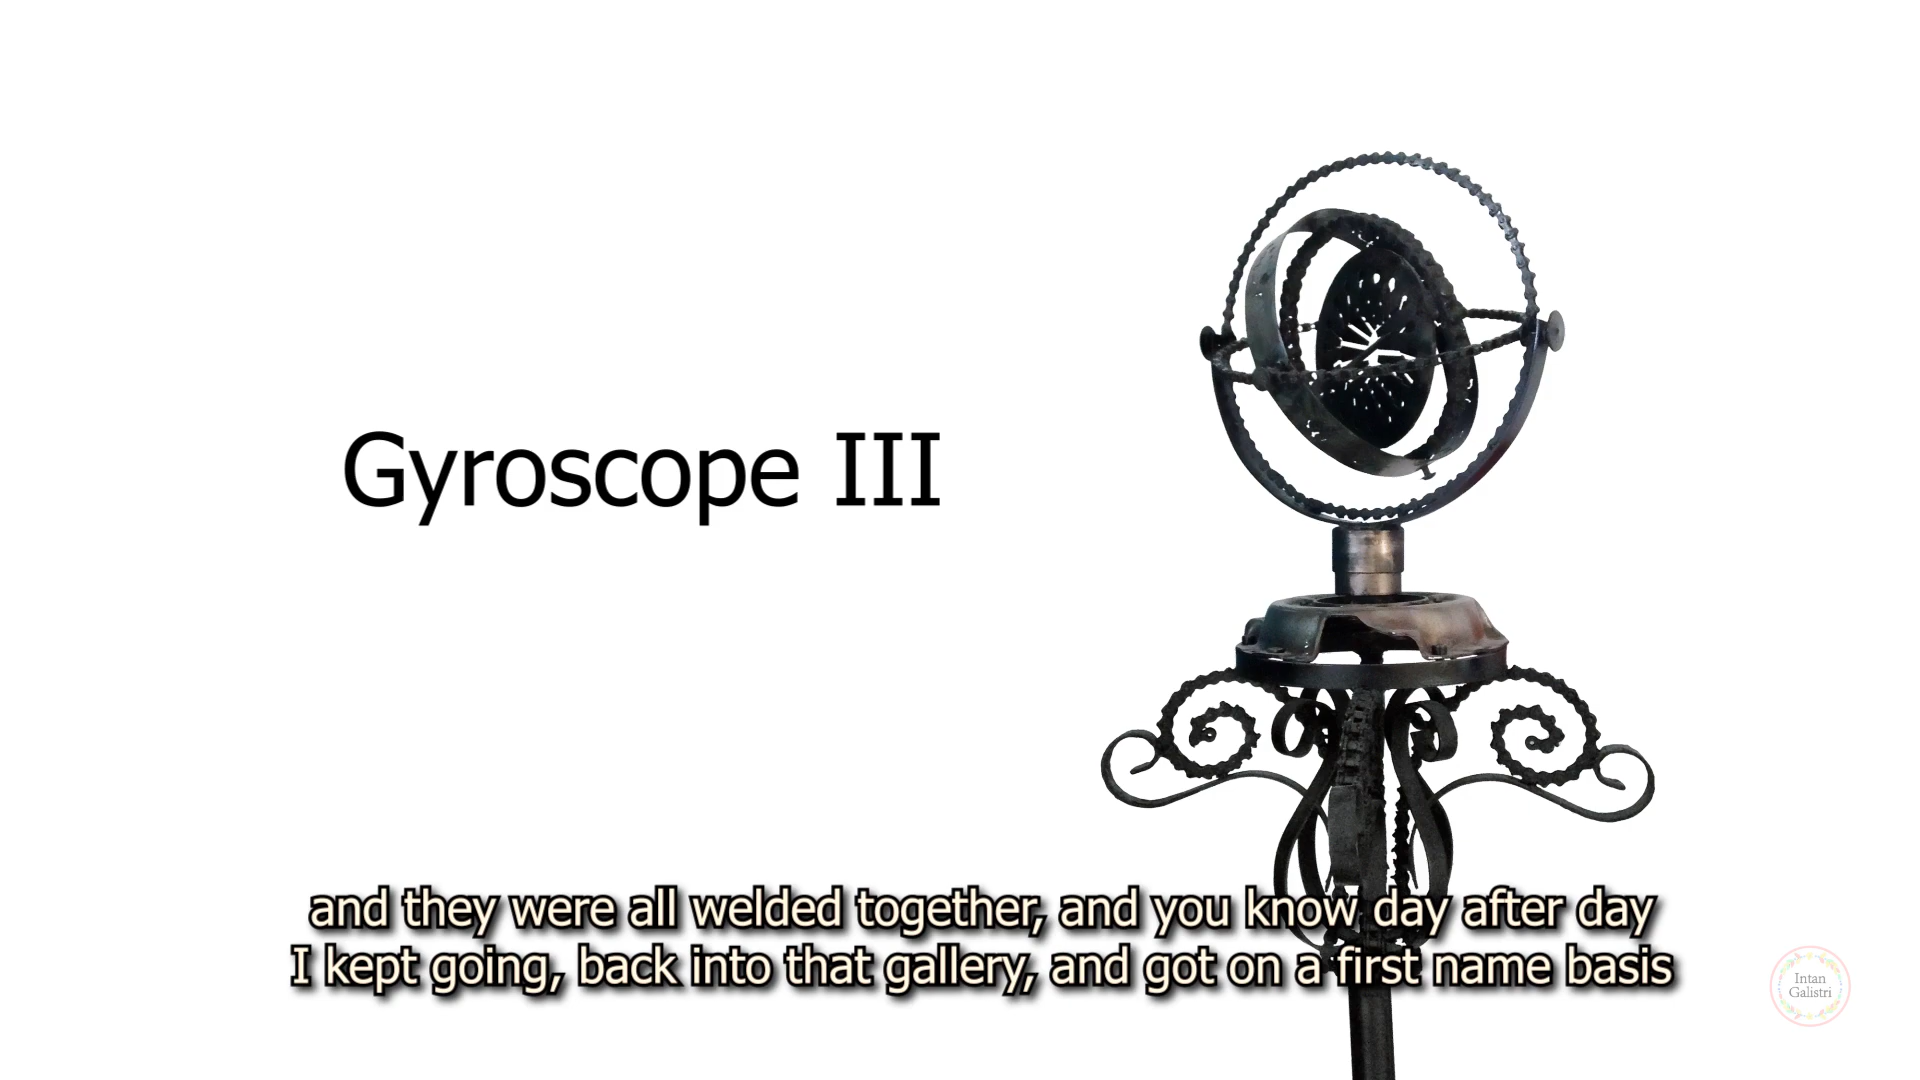 Gyroscope III
and they were all welded together, and you know day after day
I kept going, back into that gallery, and got on a first name basis
Intan
Galistri